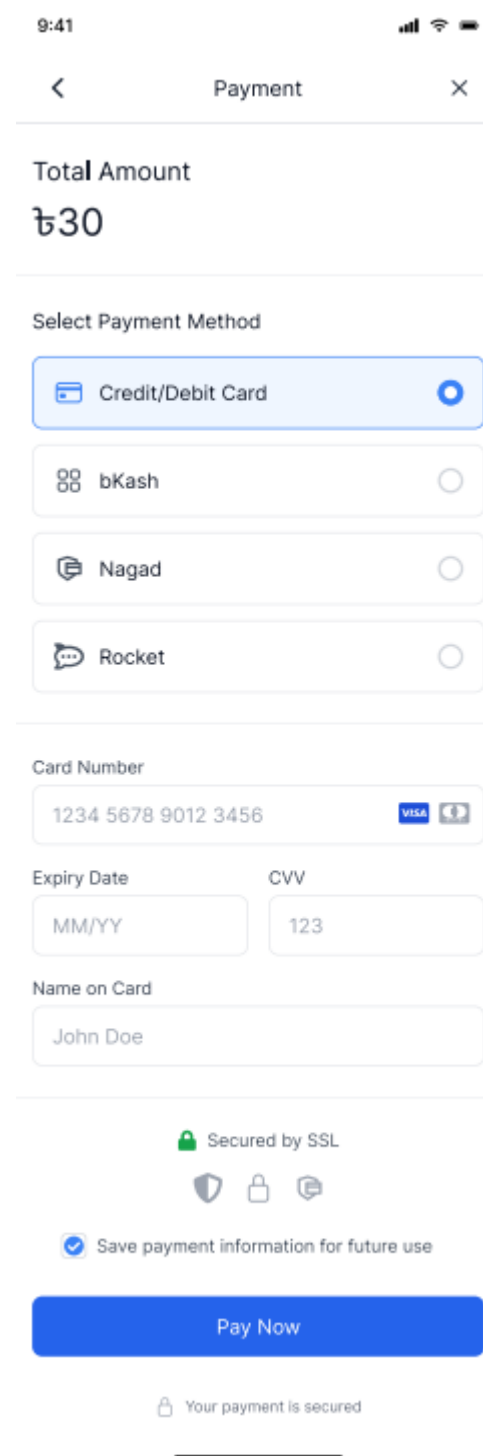 9:41
Payment
Total Amount
৳30
Select Payment Method
Credit/Debit Card
bKash
Nagad
Rocket
Card Number
1234 5678 9012 3456 VISA
Expiry Date CVV
MM/YY 123
Name on Card
John Doe
Secured by SSL
Save payment information for future use
Pay Now
Your payment is secured